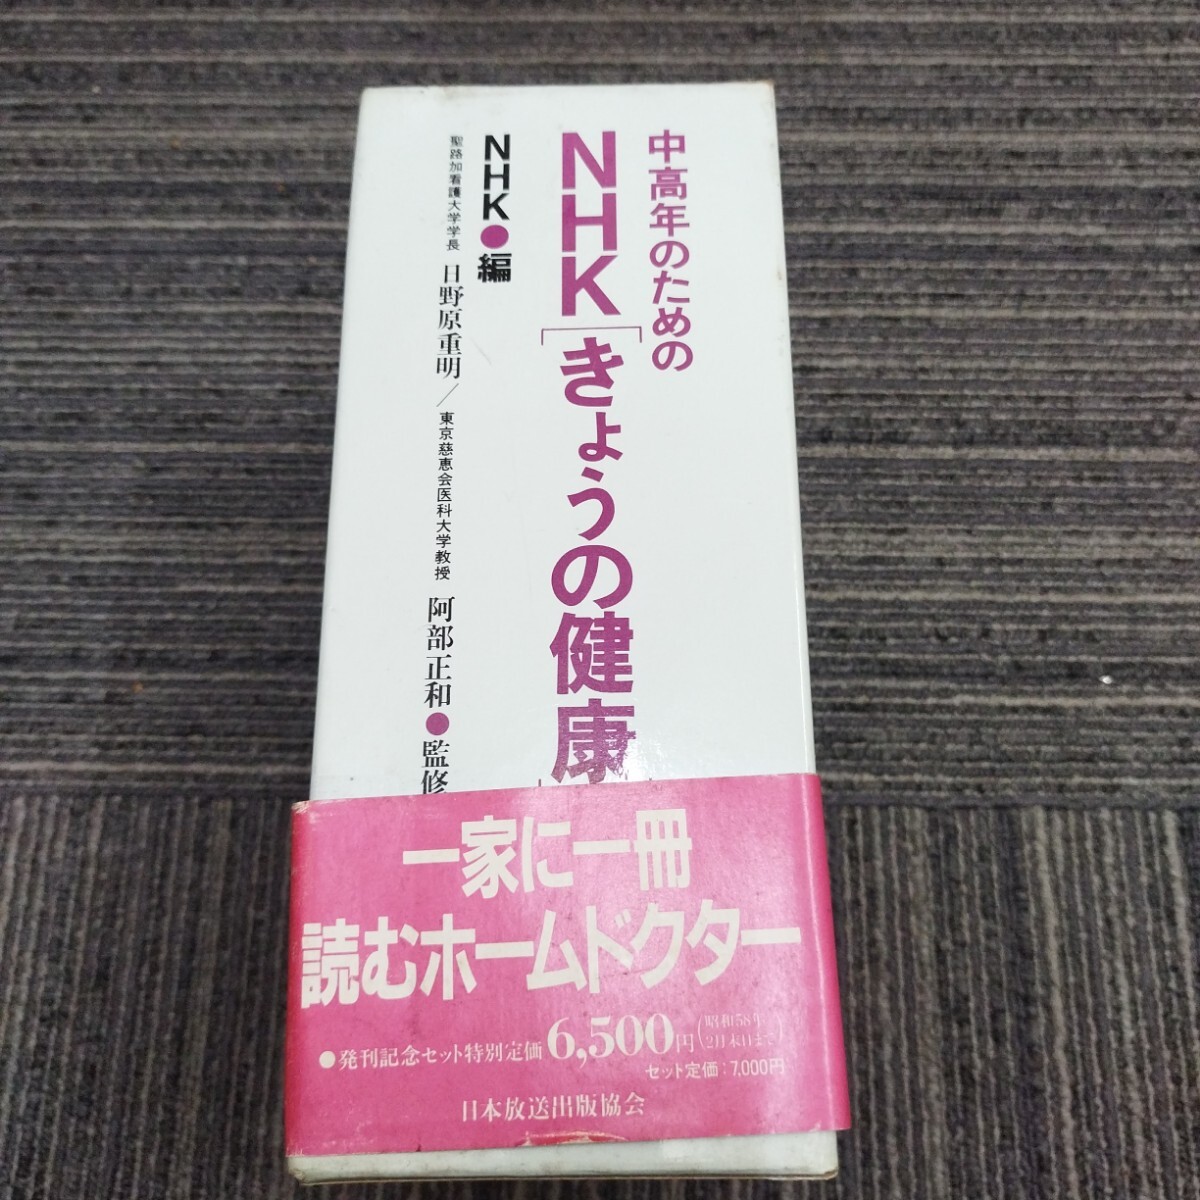 中高年のための
NHK[きょうの健康]
NHK●編
聖路加看護大学学長 日野原重明／東京慈恵会医科大学教授 阿部正和●監修
一家に一冊
読むホームドクター
●発刊記念セット特別定価6,500円(昭和58年2月末日まで)
セット定価：7,000円
日本放送出版協会